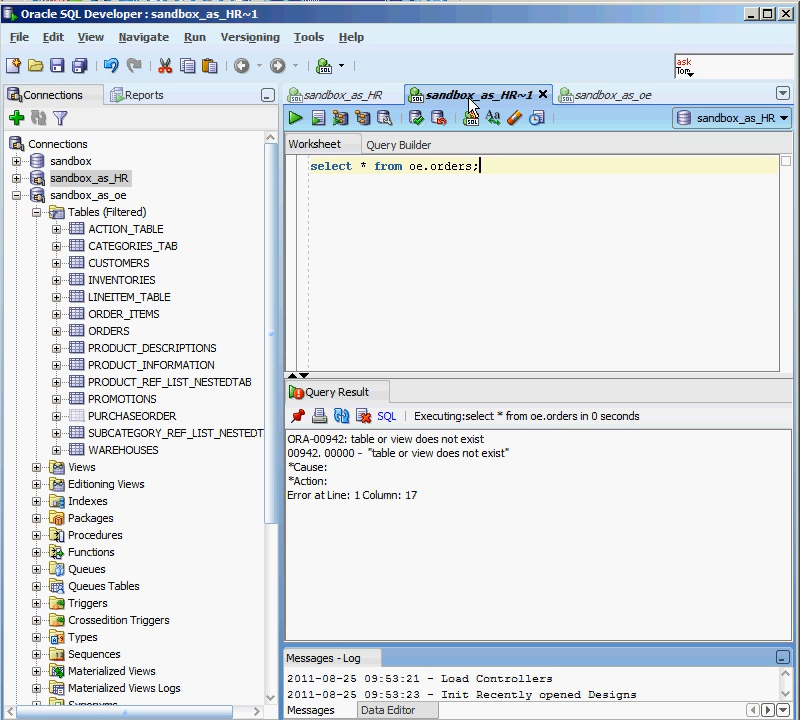 Oracle SQL Developer : sandbox_as_HR~1
File Edit View Navigate Run Versioning Tools Help
ask
Tom
Connections
Reports
sandbox_as_HR
sandbox_as_HR~1
sandbox_as_oe
SQL
Aa
sandbox_as_HR
Worksheet
Query Builder
select * from oe.orders;
Connections
sandbox
sandbox_as_HR
sandbox_as_oe
Tables (Filtered)
ACTION_TABLE
CATEGORIES_TAB
CUSTOMERS
INVENTORIES
LINEITEM_TABLE
ORDER_ITEMS
ORDERS
PRODUCT_DESCRIPTIONS
PRODUCT_INFORMATION
PRODUCT_REF_LIST_NESTEDTAB
PROMOTIONS
PURCHASEORDER
SUBCATEGORY_REF_LIST_NESTEDT
WAREHOUSES
Views
Editioning Views
Indexes
Packages
Procedures
Functions
Queues
Queues Tables
Triggers
Crossedition Triggers
Types
Sequences
Materialized Views
Materialized Views Logs
Synonyms
Query Result
SQL | Executing:select * from oe.orders in 0 seconds
ORA-00942: table or view does not exist
00942. 00000 - "table or view does not exist"
*Cause:
*Action:
Error at Line: 1 Column: 17
Messages - Log
2011-08-25 09:53:21 - Load Controllers
2011-08-25 09:53:23 - Init Recently opened Designs
Messages
Data Editor